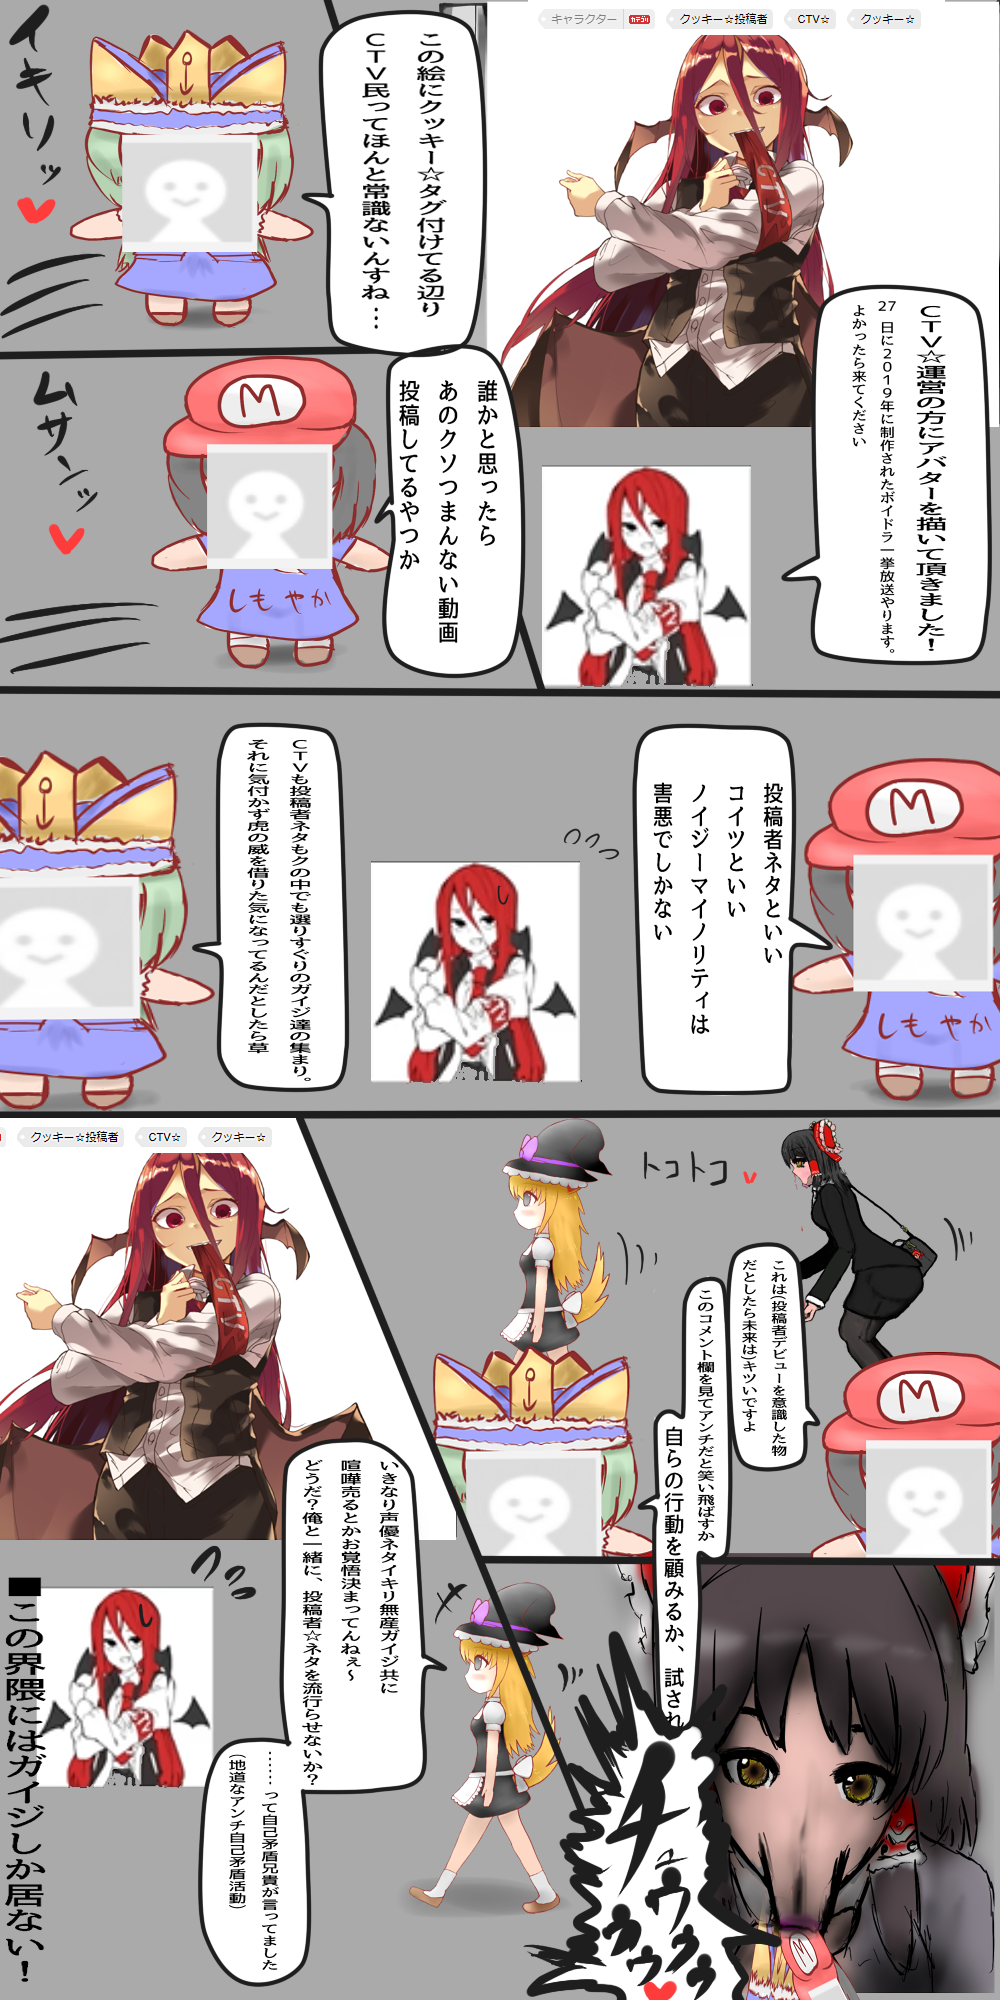 キャラクター
カテゴリ
クッキー☆投稿者
CTV☆
クッキー☆
CTV
CTV☆運営の方にアバターを描いて頂きました！
27日に2019年に制作されたボイドラ一挙放送やります。
よかったら来てください
この絵にクッキー☆タグ付けてる辺り
CTV民ってほんと常識ないんすね…
イキリッ
誰かと思ったら
あのクソつまんない動画
投稿してるやつか
ムサンッ
M
しもやか
投稿者ネタといい
コイツといい
ノイジーマイノリティは
害悪でしかない
M
しもやか
CTVも投稿者ネタもクの中でも選りすぐりのガイジ達の集まり。
それに気付かず虎の威を借りた気になってるんだとしたら草
トコトコ
これは(投稿者デビューを意識した物
だとしたら未来は)キツいですよ
このコメント欄を見てアンチだと笑い飛ばすか
自らの行動を顧みるか、試され
M
クッキー☆投稿者
CTV☆
クッキー☆
CTV
いきなり声優ネタイキリ無産ガイジ共に
喧嘩売るとかお覚悟決まってんねぇ〜
どうだ？俺と一緒に、投稿者☆ネタを流行らせないか？
……って自己矛盾兄貴が言ってました
(地道なアンチ自己矛盾活動)
■この界隈にはガイジしか居ない！
チュウゥゥゥゥ
M